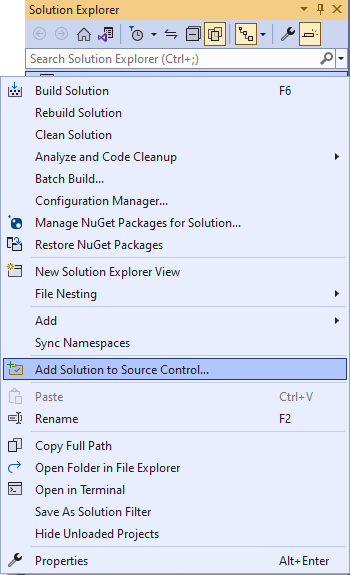 Solution Explorer
Search Solution Explorer (Ctrl+;)
Build Solution F6
Rebuild Solution
Clean Solution
Analyze and Code Cleanup
Batch Build...
Configuration Manager...
Manage NuGet Packages for Solution...
Restore NuGet Packages
New Solution Explorer View
File Nesting
Add
Sync Namespaces
Add Solution to Source Control...
Paste Ctrl+V
Rename F2
Copy Full Path
Open Folder in File Explorer
Open in Terminal
Save As Solution Filter
Hide Unloaded Projects
Properties Alt+Enter